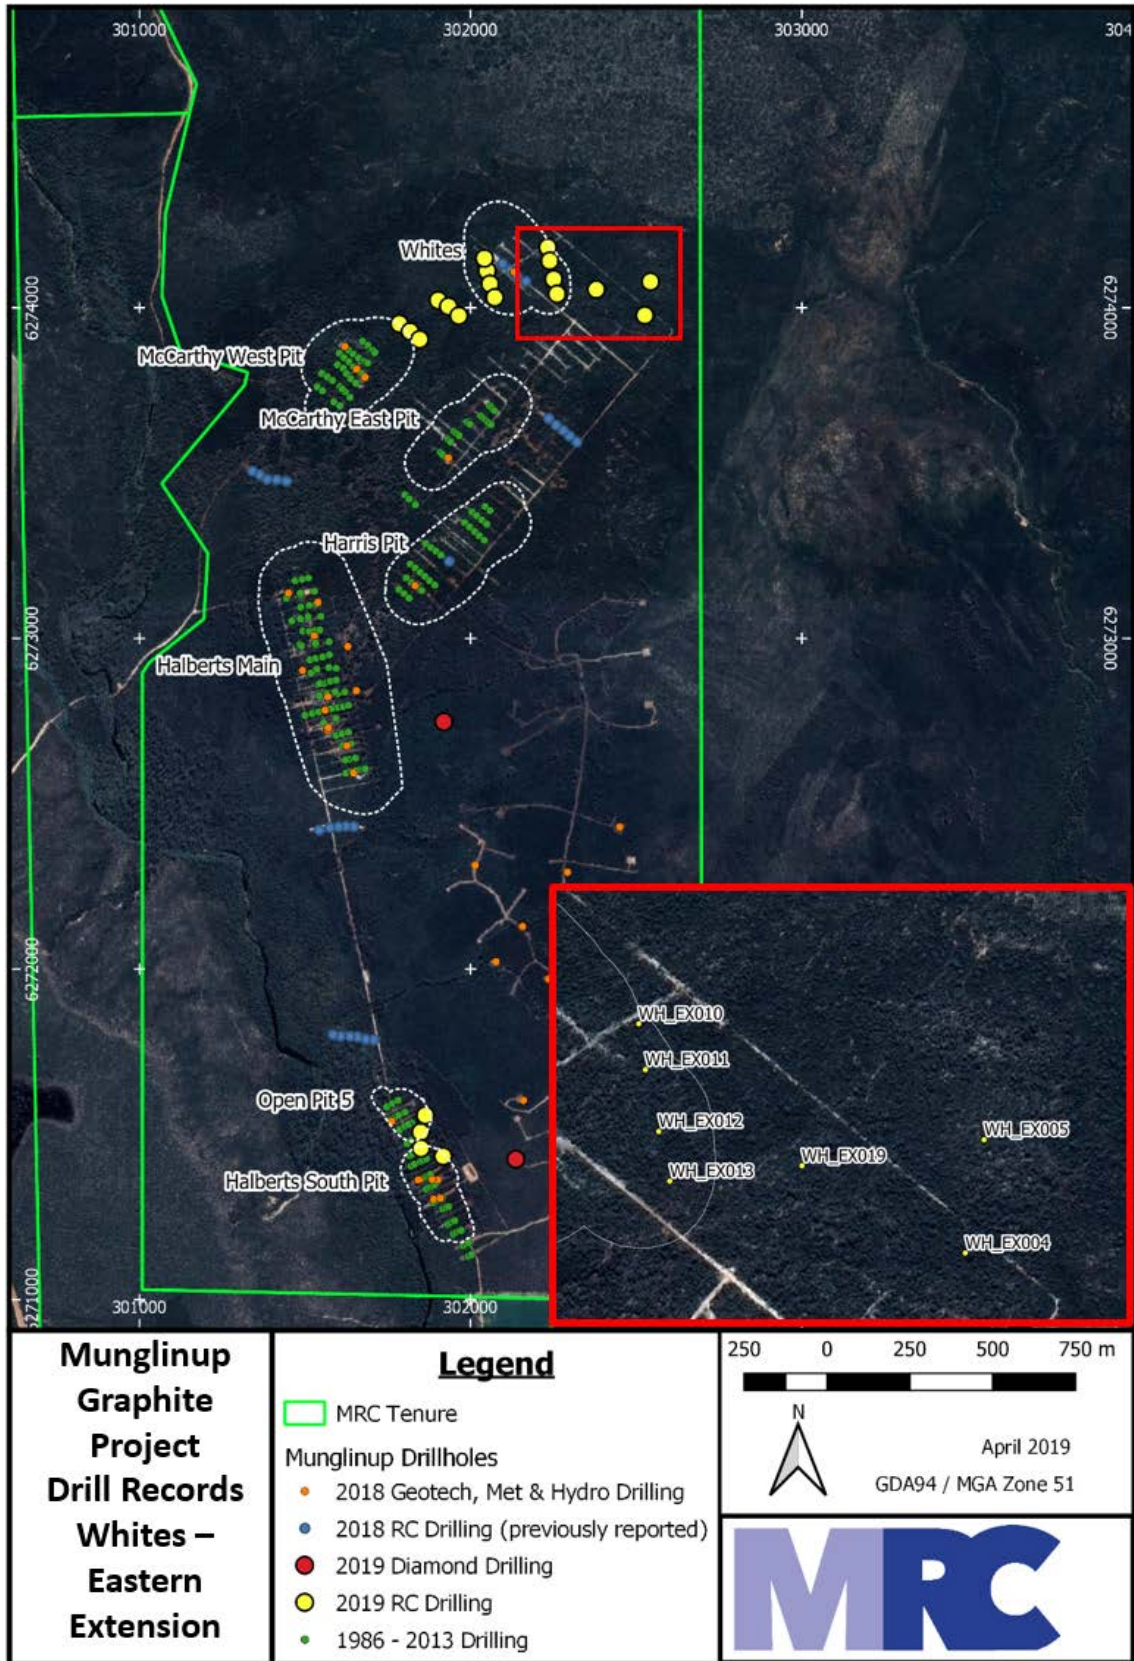 301000
302000
303000
304
Whites
6274000
6274000
McCarthy West Pit
McCarthy East Pit
Harris Pit
6273000
6273000
Halberts Main
6272000
WH_EX010
WH_EX011
WH_EX012
WH_EX005
WH_EX019
WH_EX013
WH_EX004
Open Pit 5
Halberts South Pit
6271000
301000
302000
Munglinup
Graphite
Project
Drill Records
Whites –
Eastern
Extension
Legend
MRC Tenure
Munglinup Drillholes
2018 Geotech, Met & Hydro Drilling
2018 RC Drilling (previously reported)
2019 Diamond Drilling
2019 RC Drilling
1986 - 2013 Drilling
250 0 250 500 750 m
N
April 2019
GDA94 / MGA Zone 51
MRC